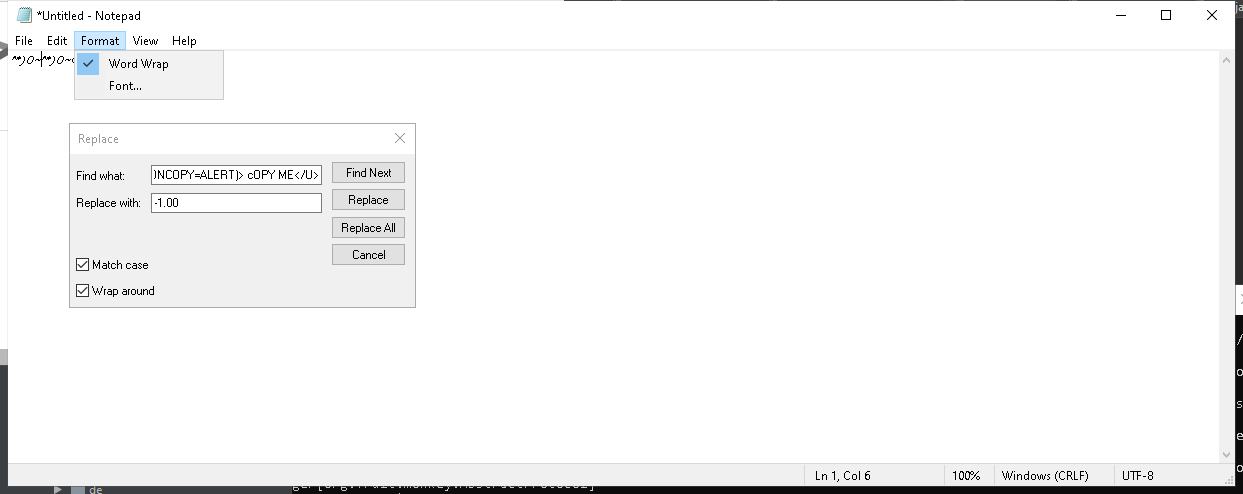 *Untitled - Notepad
File Edit Format View Help
Word Wrap
Font...
Replace
Find what: )NCOPY=ALERT)> cOPY ME</U> Find Next
Replace with: -1.00 Replace
Replace All
Cancel
Match case
Wrap around
Ln 1, Col 6 100% Windows (CRLF) UTF-8
de